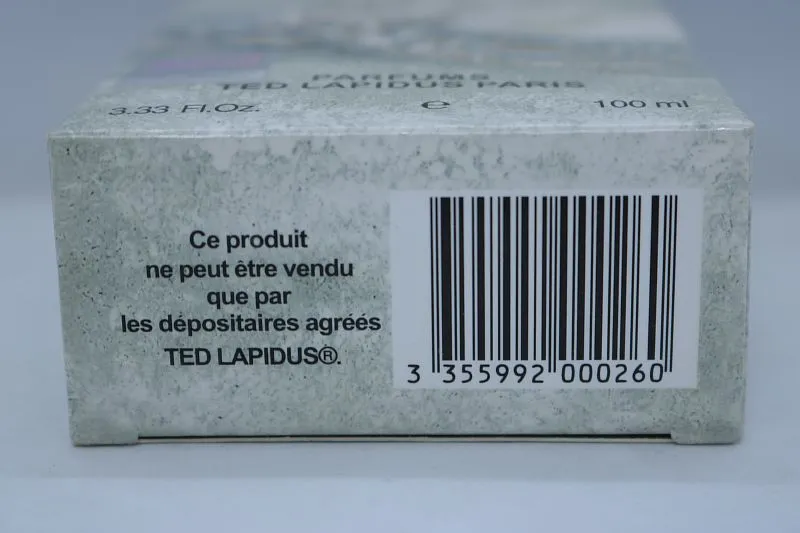 PARFUMS
TED LAPIDUS PARIS
3.33 Fl.Oz. ℮ 100 ml
Ce produit
ne peut être vendu
que par
les dépositaires agréés
TED LAPIDUS®.
3 355992 000260